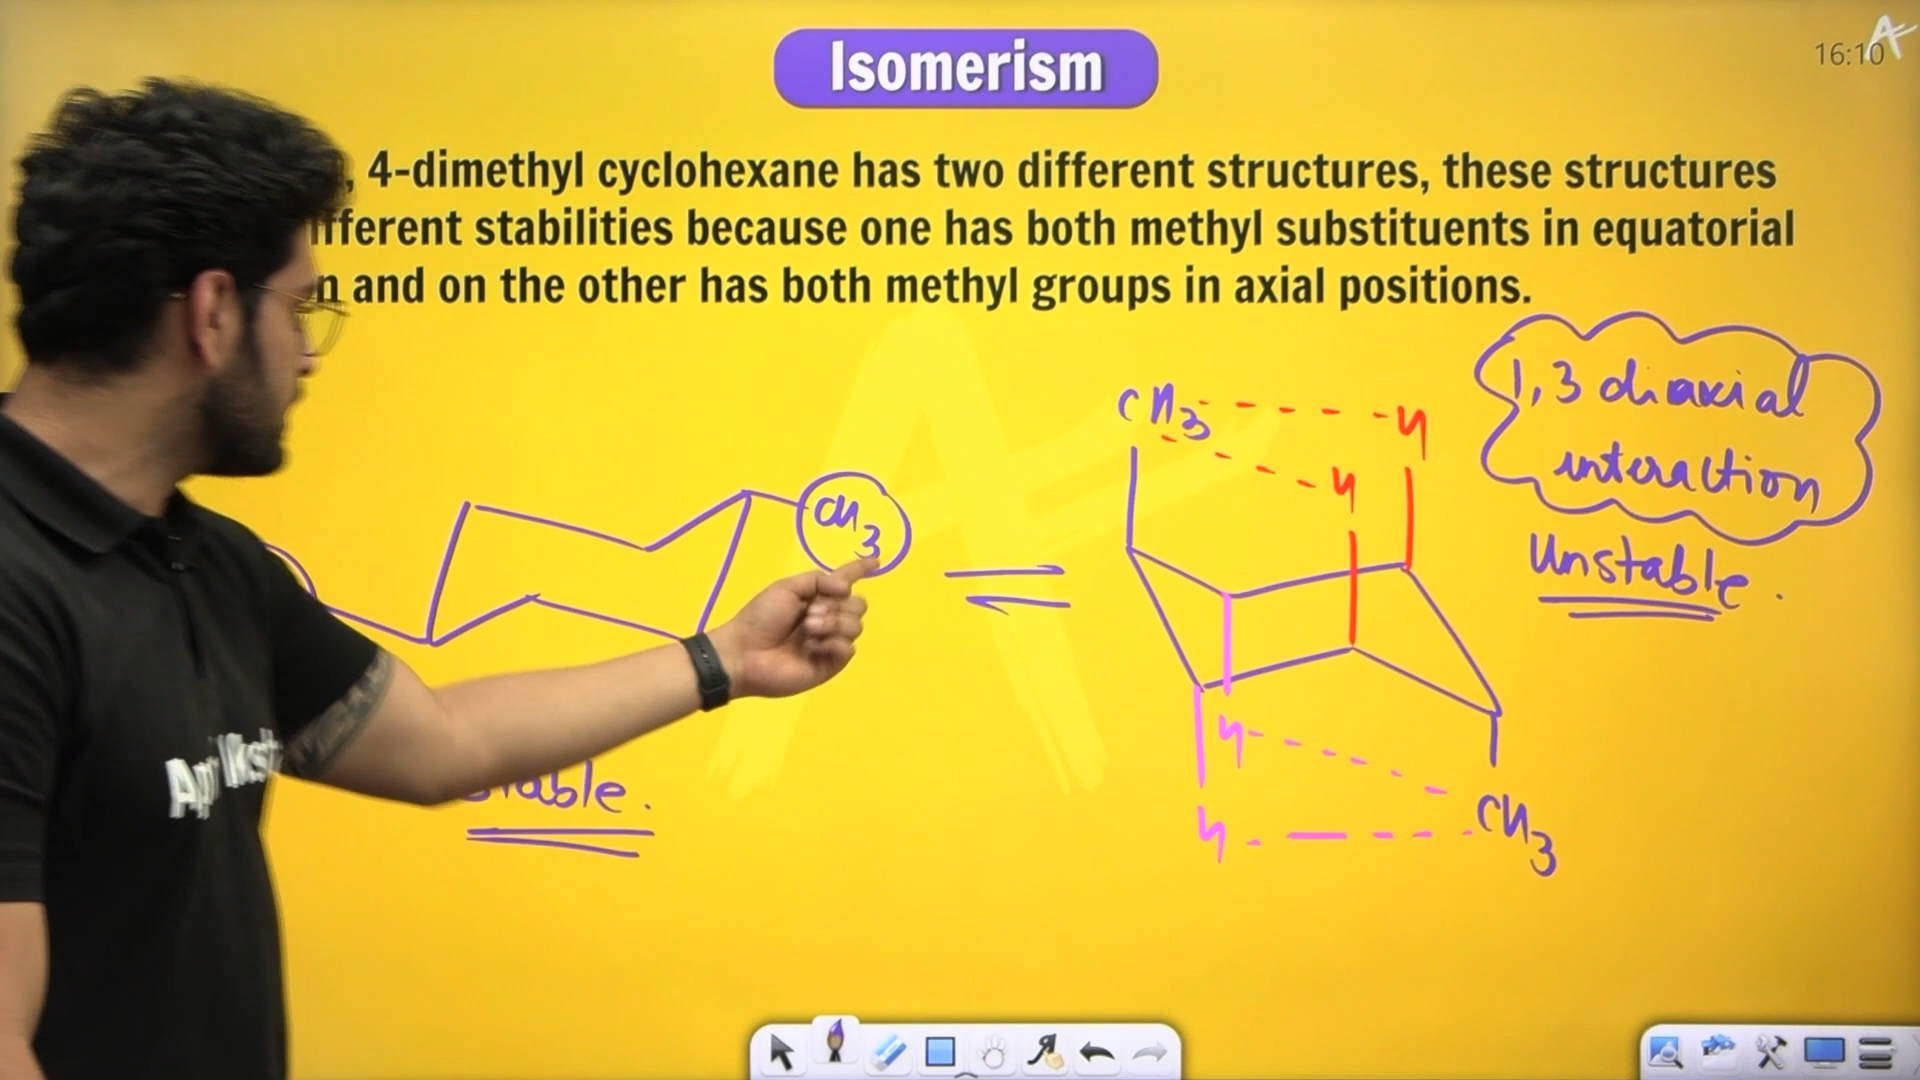 Isomerism
16:10
, 4-dimethyl cyclohexane has two different structures, these structures
fferent stabilities because one has both methyl substituents in equatorial
n and on the other has both methyl groups in axial positions.
1,3 diaxial
interaction
Unstable.
CH3 H
H
CH3
H
H CH3
stable.